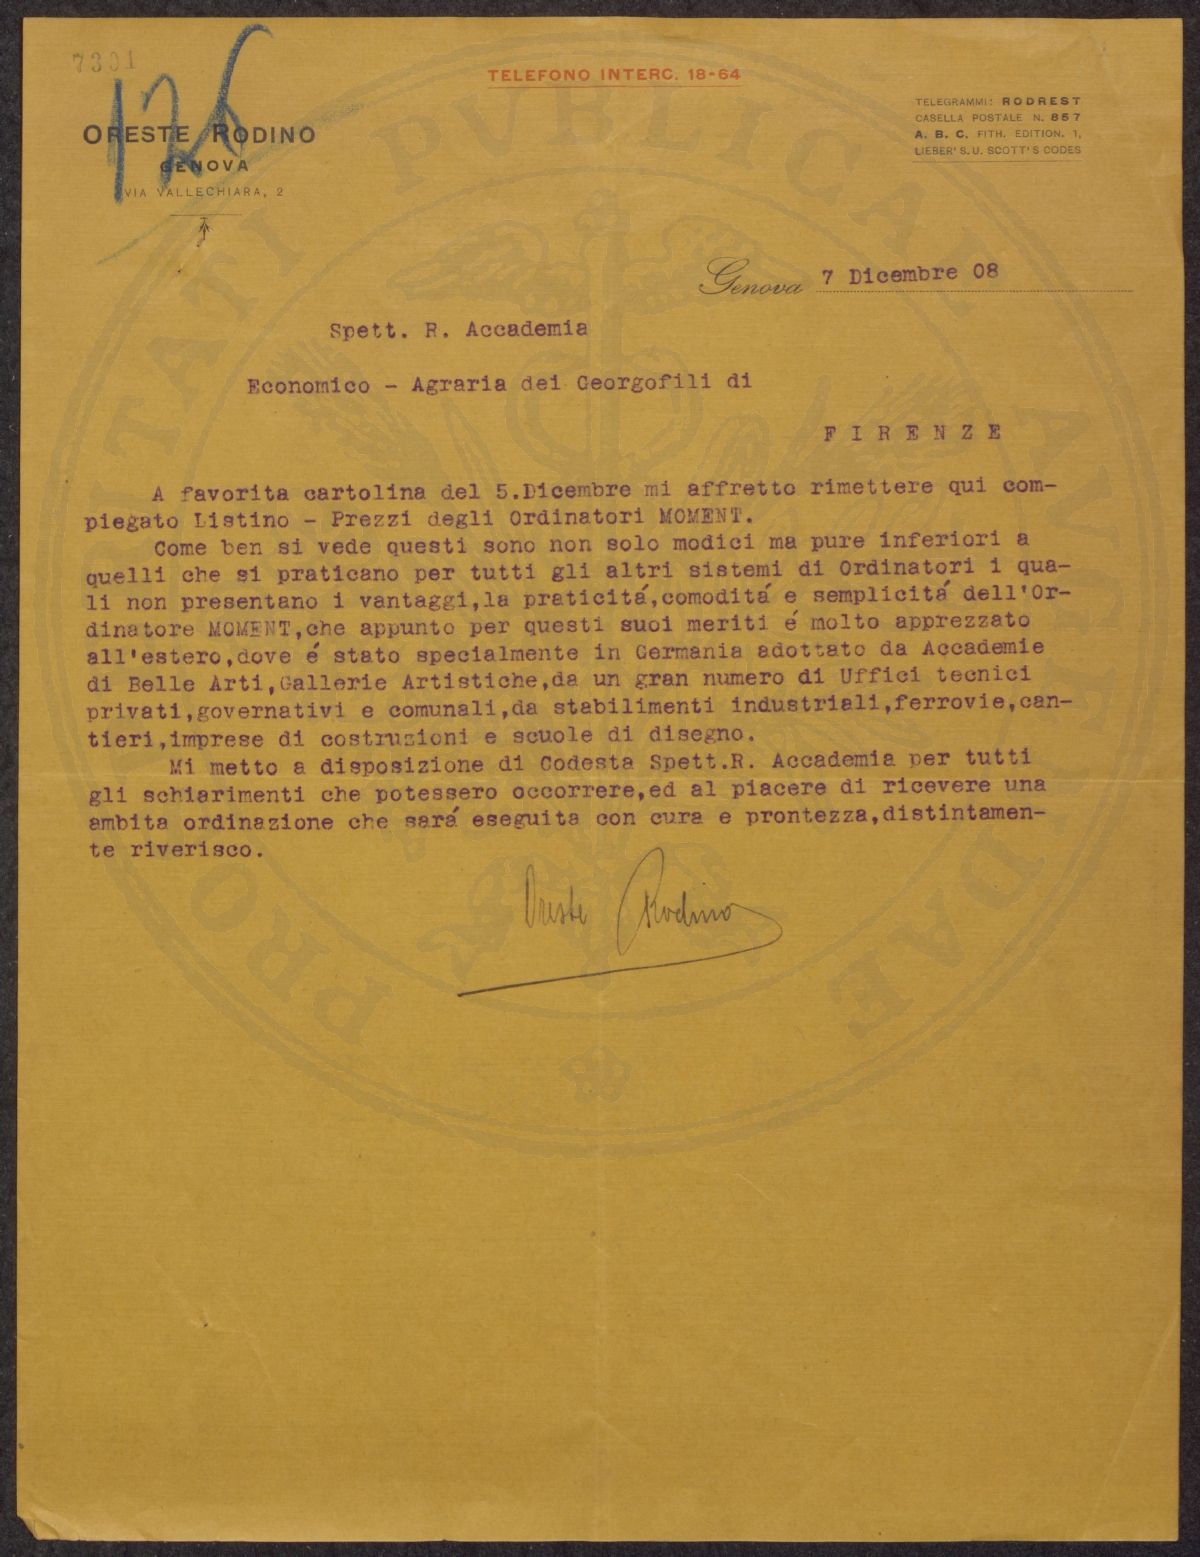 7301
126
TELEFONO INTERC. 18-64
ORESTE RODINO
GENOVA
VIA VALLECHIARA, 2
TELEGRAMMI: RODREST
CASELLA POSTALE N. 857
A. B. C. FITH. EDITION. 1,
LIEBER'S. U. SCOTT'S CODES
Genova 7 Dicembre 08
Spett. R. Accademia
Economico - Agraria dei Georgofili di
FIRENZE
A favorita cartolina del 5.Dicembre mi affretto rimettere qui com-
piegato Listino - Prezzi degli Ordinatori MOMENT.
Come ben si vede questi sono non solo modici ma pure inferiori a
quelli che si praticano per tutti gli altri sistemi di Ordinatori i qua-
li non presentano i vantaggi,la praticitá,comoditá e semplicitá dell'Or-
dinatore MOMENT,che appunto per questi suoi meriti é molto apprezzato
all'estero,dove é stato specialmente in Germania adottato da Accademie
di Belle Arti,Gallerie Artistiche,da un gran numero di Uffici tecnici
privati,governativi e comunali,da stabilimenti industriali,ferrovie,can-
tieri,imprese di costruzioni e scuole di disegno.
Mi metto a disposizione di Codesta Spett.R. Accademia per tutti
gli schiarimenti che potessero occorrere,ed al piacere di ricevere una
ambita ordinazione che sará eseguita con cura e prontezza,distintamen-
te riverisco.
Oreste Rodino
PROSPERITATI PUBLICAE AUGENDAE